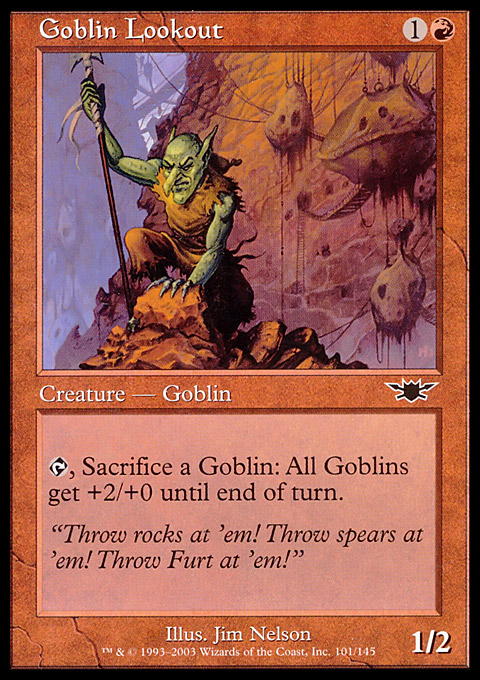 Goblin Lookout 1
Creature — Goblin
, Sacrifice a Goblin: All Goblins
get +2/+0 until end of turn.
“Throw rocks at ’em! Throw spears at
’em! Throw Furt at ’em!”
Illus. Jim Nelson
™ & © 1993–2003 Wizards of the Coast, Inc. 101/145
1/2